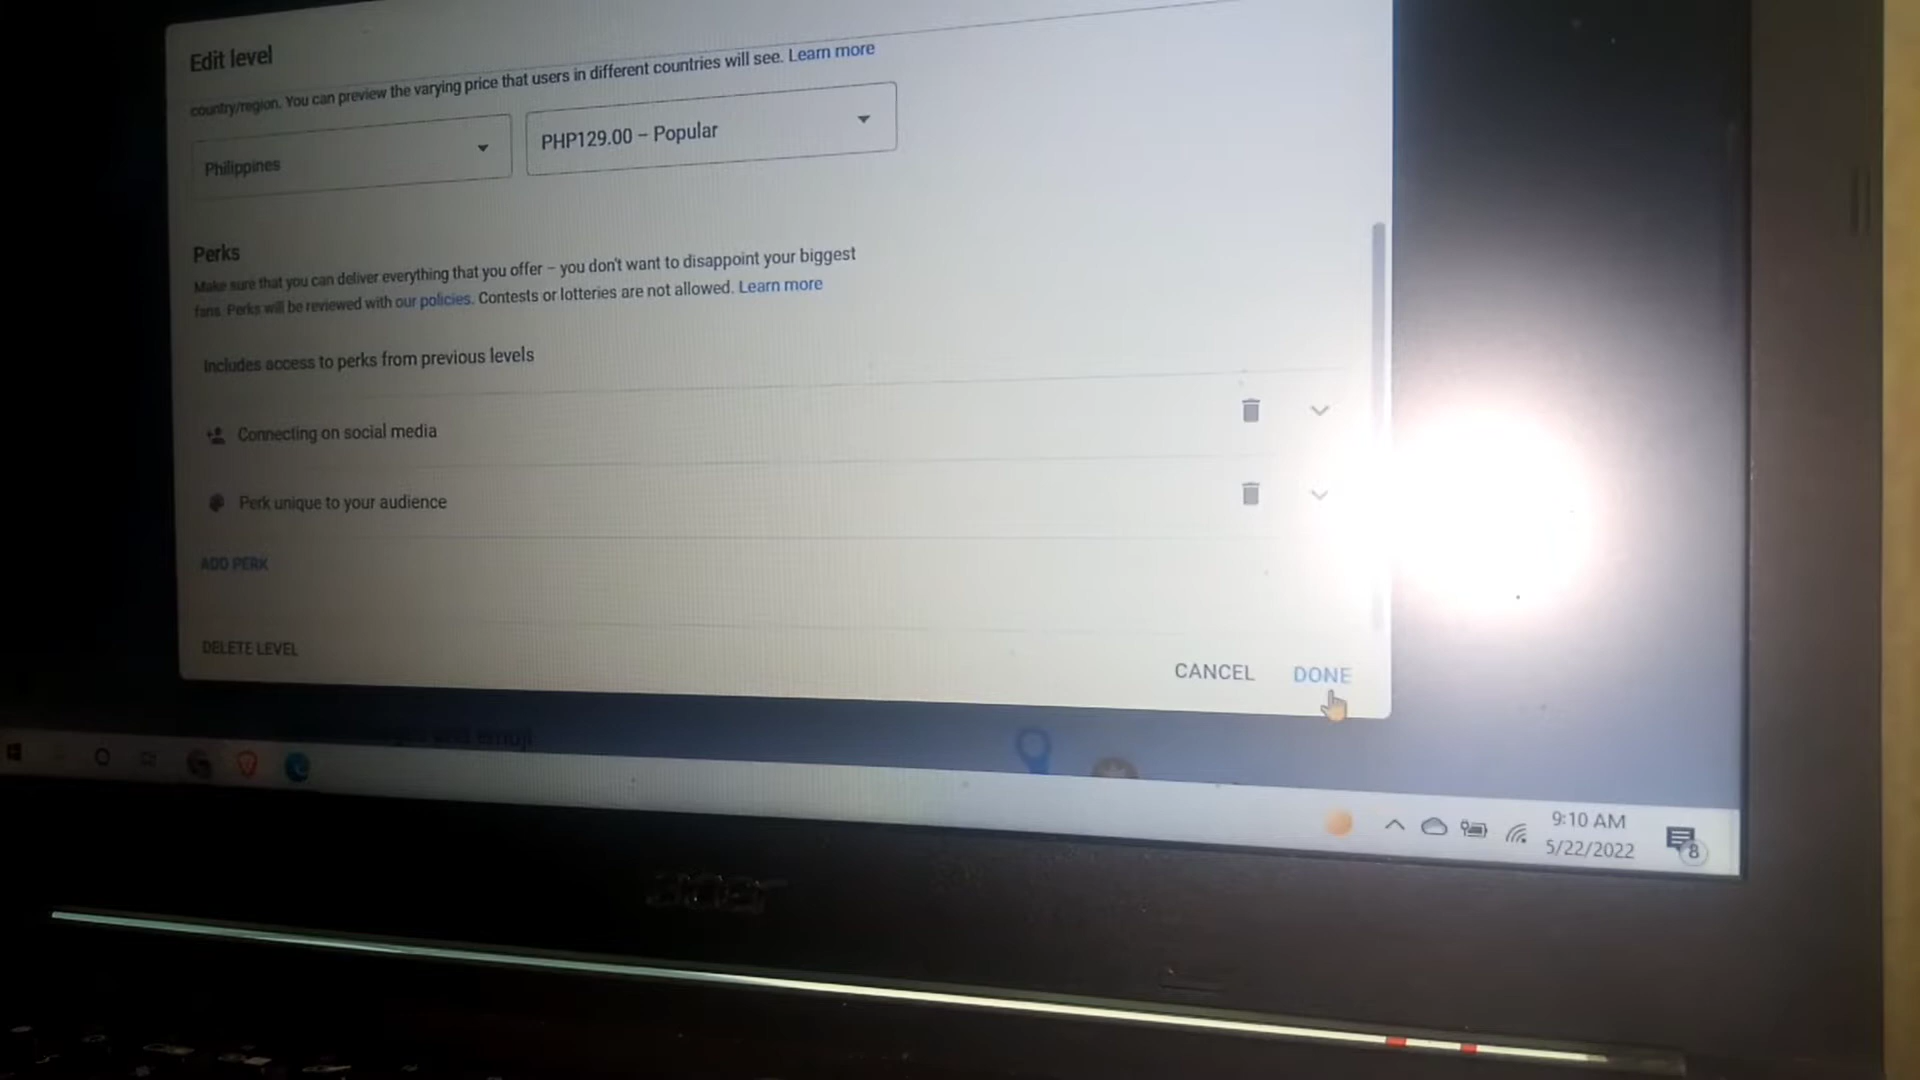 Edit level
country/region. You can preview the varying price that users in different countries will see. Learn more
Philippines
PHP129.00 – Popular
Perks
Make sure that you can deliver everything that you offer – you don't want to disappoint your biggest
fans. Perks will be reviewed with our policies. Contests or lotteries are not allowed. Learn more
Includes access to perks from previous levels
Connecting on social media
Perk unique to your audience
ADD PERK
DELETE LEVEL
CANCEL
DONE
emoji
9:10 AM
5/22/2022
8
acer